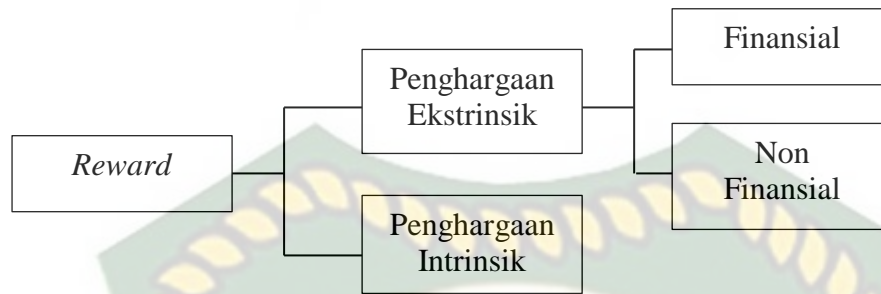 Reward
Penghargaan
Ekstrinsik
Penghargaan
Intrinsik
Finansial
Non
Finansial